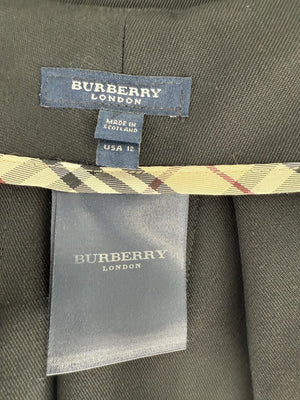 BURBERRY
LONDON
MADE IN
SCOTLAND
USA 12
BURBERRY
LONDON